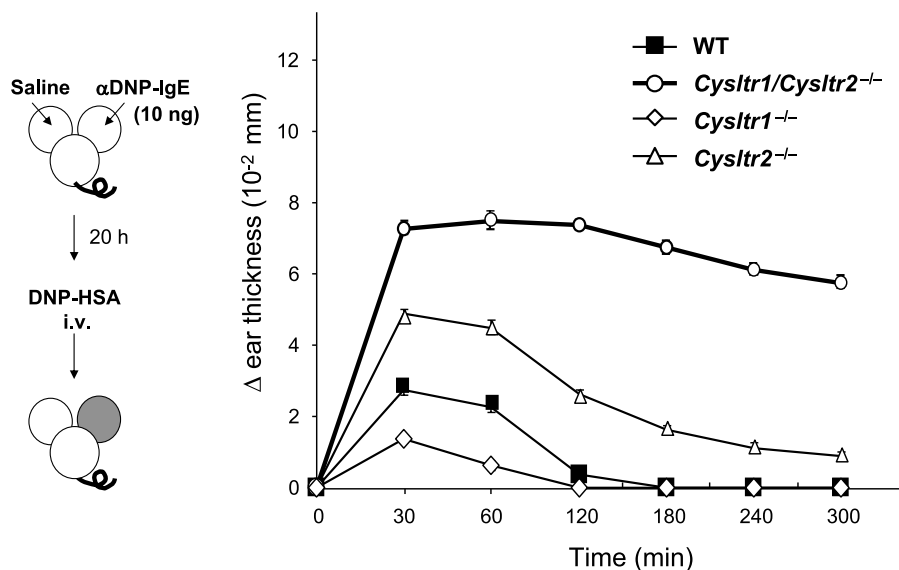 Saline αDNP-IgE
(10 ng)
20 h
DNP-HSA
i.v.
Δ ear thickness (10⁻² mm)
12
10
8
6
4
2
0
0 30 60 120 180 240 300
Time (min)
WT
Cysltr1/Cysltr2⁻/⁻
Cysltr1⁻/⁻
Cysltr2⁻/⁻